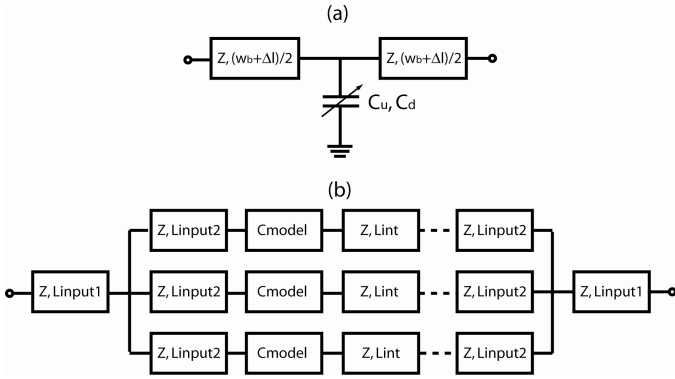 (a)
Z, (wb+Δl)/2
Z, (wb+Δl)/2
Cu, Cd
(b)
Z, Linput2 Cmodel Z, Lint Z, Linput2
Z, Linput1 Z, Linput2 Cmodel Z, Lint Z, Linput2 Z, Linput1
Z, Linput2 Cmodel Z, Lint Z, Linput2